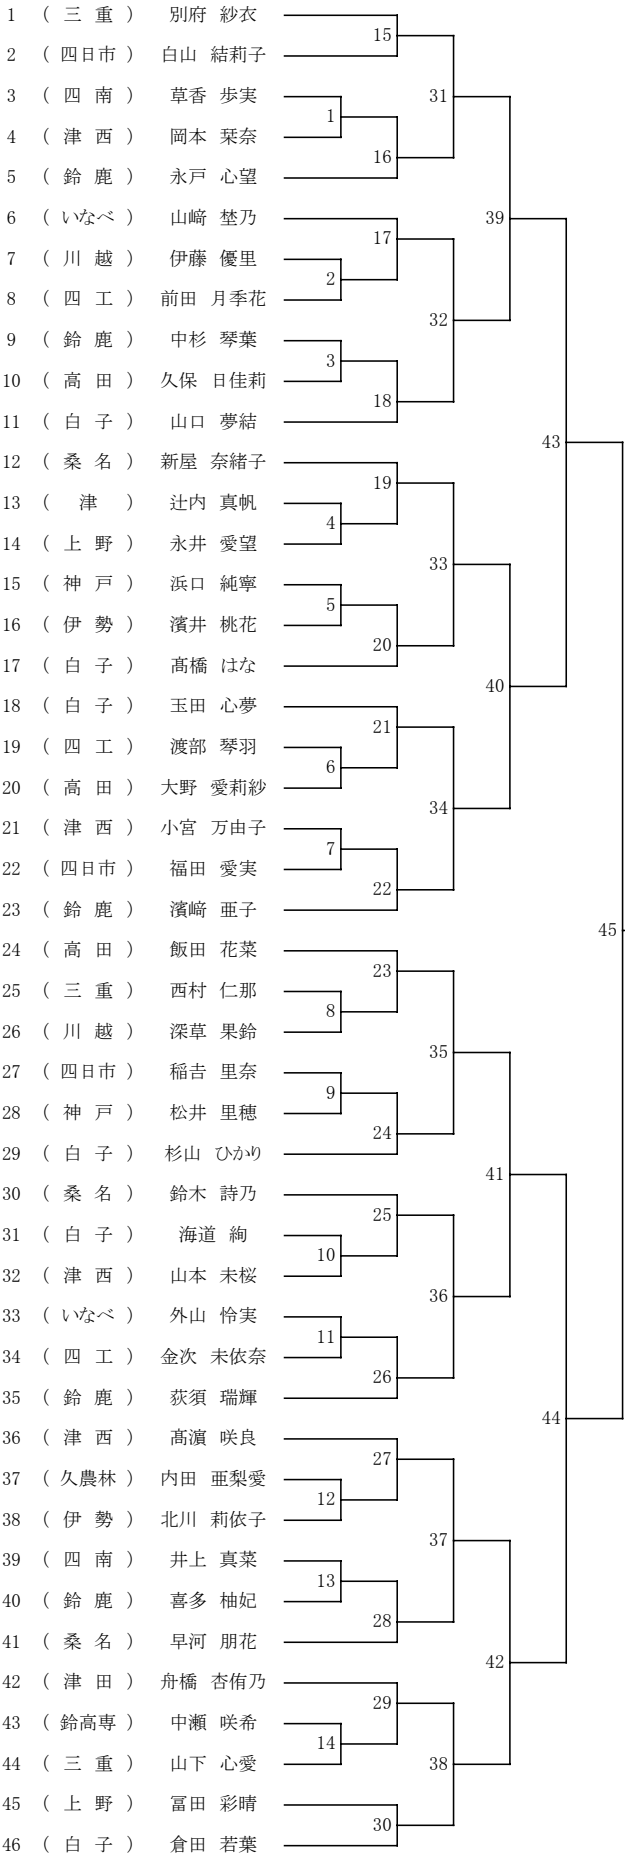 1 ( 三 重 ) 別府 紗衣
15
2 ( 四日市 ) 白山 結莉子
3 ( 四 南 ) 草香 歩実
31
1
4 ( 津 西 ) 岡本 栞奈
16
5 ( 鈴 鹿 ) 永戸 心望
6 ( いなべ ) 山﨑 埜乃
39
17
7 ( 川 越 ) 伊藤 優里
2
8 ( 四 工 ) 前田 月季花
32
9 ( 鈴 鹿 ) 中杉 琴葉
3
10 ( 高 田 ) 久保 日佳莉
18
11 ( 白 子 ) 山口 夢結
43
12 ( 桑 名 ) 新屋 奈緒子
19
13 ( 津 ) 辻内 真帆
4
14 ( 上 野 ) 永井 愛望
33
15 ( 神 戸 ) 浜口 純寧
5
16 ( 伊 勢 ) 濱井 桃花
20
17 ( 白 子 ) 髙橋 はな
40
18 ( 白 子 ) 玉田 心夢
21
19 ( 四 工 ) 渡部 琴羽
6
20 ( 高 田 ) 大野 愛莉紗
34
21 ( 津 西 ) 小宮 万由子
7
22 ( 四日市 ) 福田 愛実
22
23 ( 鈴 鹿 ) 濱﨑 亜子
45
24 ( 高 田 ) 飯田 花菜
23
25 ( 三 重 ) 西村 仁那
8
26 ( 川 越 ) 深草 果鈴
35
27 ( 四日市 ) 稲𠮷 里奈
9
28 ( 神 戸 ) 松井 里穂
24
29 ( 白 子 ) 杉山 ひかり
41
30 ( 桑 名 ) 鈴木 詩乃
25
31 ( 白 子 ) 海道 絢
10
32 ( 津 西 ) 山本 未桜
36
33 ( いなべ ) 外山 怜実
11
34 ( 四 工 ) 金次 未依奈
26
35 ( 鈴 鹿 ) 荻須 瑞輝
44
36 ( 津 西 ) 髙濵 咲良
27
37 ( 久農林 ) 内田 亜梨愛
12
38 ( 伊 勢 ) 北川 莉依子
37
39 ( 四 南 ) 井上 真菜
13
40 ( 鈴 鹿 ) 喜多 柚妃
28
41 ( 桑 名 ) 早河 朋花
42
42 ( 津 田 ) 舟橋 杏侑乃
29
43 ( 鈴高専 ) 中瀬 咲希
14
44 ( 三 重 ) 山下 心愛
38
45 ( 上 野 ) 冨田 彩晴
30
46 ( 白 子 ) 倉田 若葉